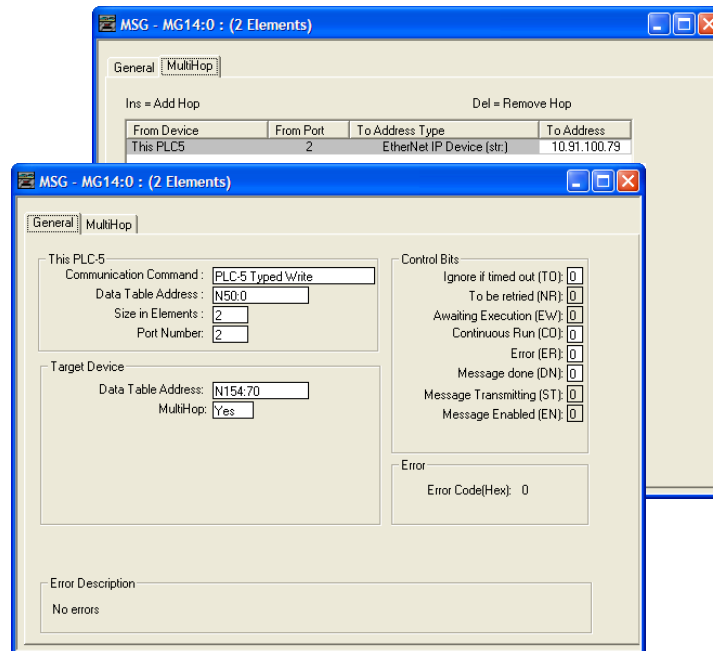 MSG - MG14:0 : (2 Elements)
General MultiHop
Ins = Add Hop Del = Remove Hop
From Device From Port To Address Type To Address
This PLC5 2 EtherNet IP Device (str:) 10.91.100.79
MSG - MG14:0 : (2 Elements)
General MultiHop
This PLC-5
Communication Command : PLC-5 Typed Write
Data Table Address : N50:0
Size in Elements : 2
Port Number: 2
Target Device
Data Table Address: N154:70
MultiHop: Yes
Control Bits
Ignore if timed out (TO): 0
To be retried (NR): 0
Awaiting Execution (EW): 0
Continuous Run (CO): 0
Error (ER): 0
Message done (DN): 0
Message Transmitting (ST): 0
Message Enabled (EN): 0
Error
Error Code(Hex): 0
Error Description
No errors